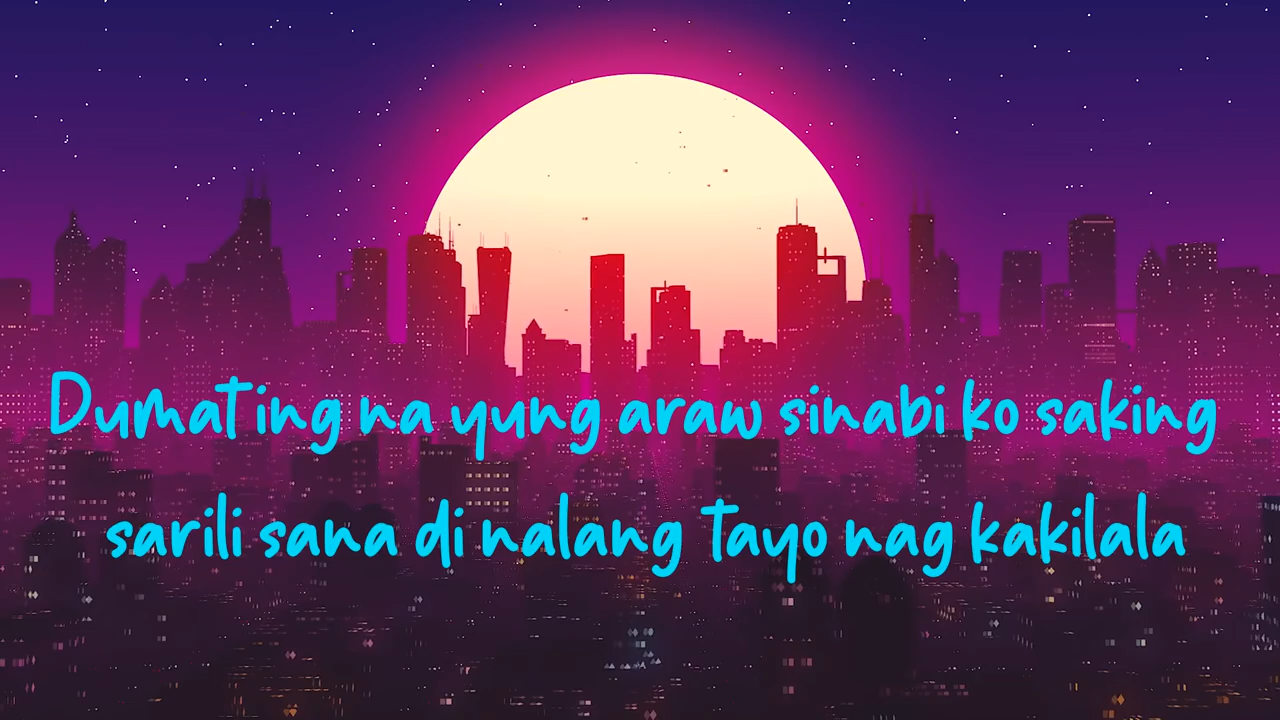 Dumating na yung araw sinabi ko saking
sarili sana di nalang tayo nag kakilala